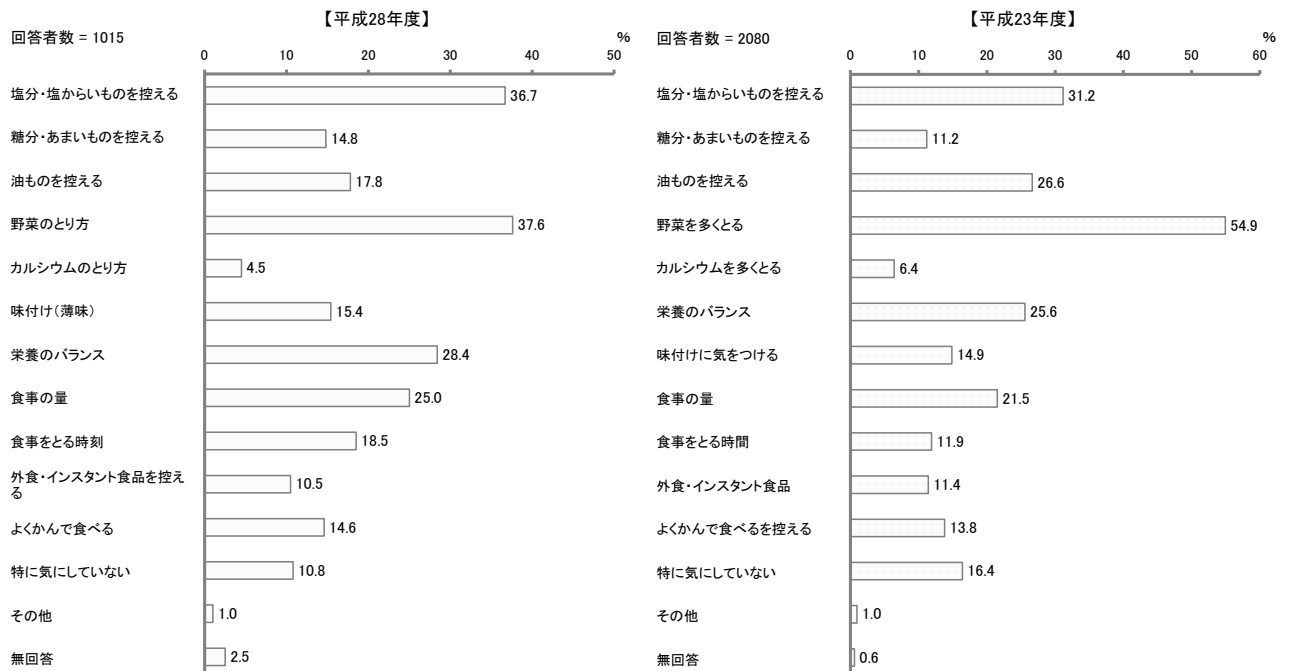 【平成28年度】
回答者数 = 1015
%
0 10 20 30 40 50
塩分・塩からいものを控える 36.7
糖分・あまいものを控える 14.8
油ものを控える 17.8
野菜のとり方 37.6
カルシウムのとり方 4.5
味付け（薄味） 15.4
栄養のバランス 28.4
食事の量 25.0
食事をとる時刻 18.5
外食・インスタント食品を控え
る 10.5
よくかんで食べる 14.6
特に気にしていない 10.8
その他 1.0
無回答 2.5
【平成23年度】
回答者数 = 2080
%
0 10 20 30 40 50 60
塩分・塩からいものを控える 31.2
糖分・あまいものを控える 11.2
油ものを控える 26.6
野菜を多くとる 54.9
カルシウムを多くとる 6.4
栄養のバランス 25.6
味付けに気をつける 14.9
食事の量 21.5
食事をとる時間 11.9
外食・インスタント食品 11.4
よくかんで食べるを控える 13.8
特に気にしていない 16.4
その他 1.0
無回答 0.6